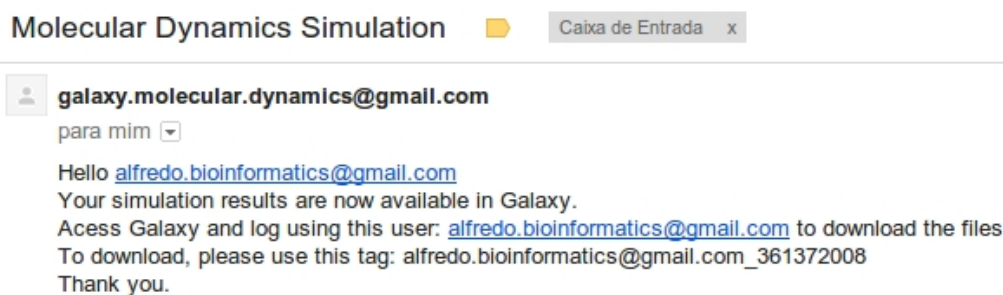 Molecular Dynamics Simulation Caixa de Entrada x
galaxy.molecular.dynamics@gmail.com
para mim
Hello alfredo.bioinformatics@gmail.com
Your simulation results are now available in Galaxy.
Acess Galaxy and log using this user: alfredo.bioinformatics@gmail.com to download the files
To download, please use this tag: alfredo.bioinformatics@gmail.com_361372008
Thank you.